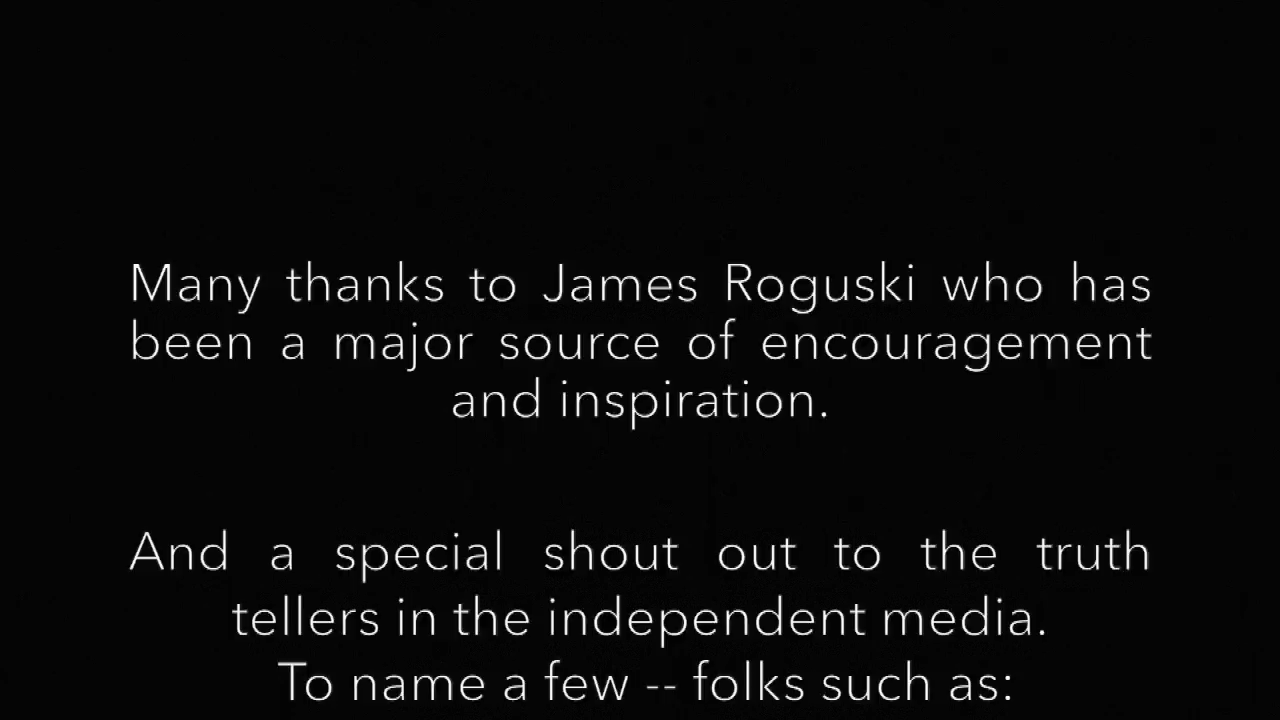 Many thanks to James Roguski who has
been a major source of encouragement
and inspiration.
And a special shout out to the truth
tellers in the independent media.
To name a few -- folks such as: